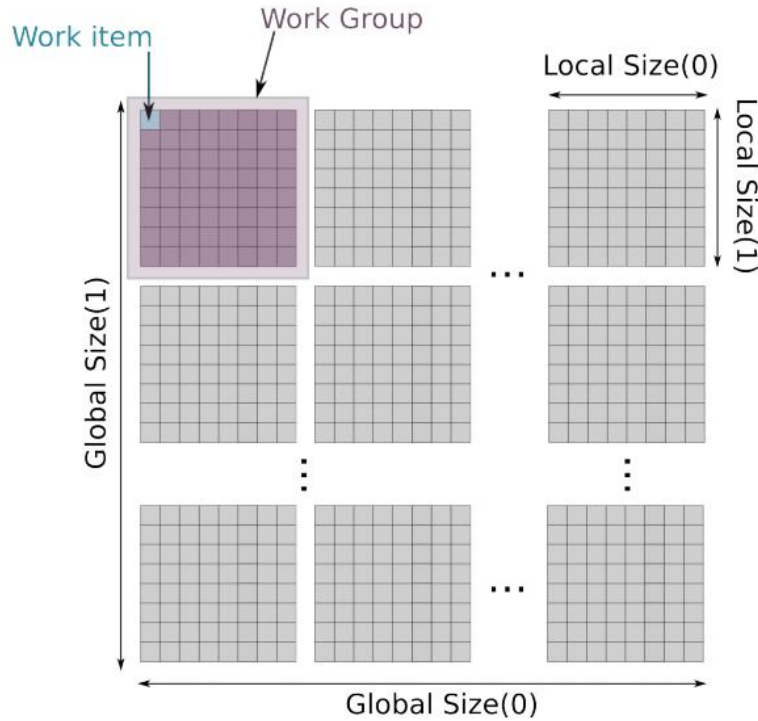 Work Group
Work item
Local Size(0)
Local Size(1)
Global Size(1)
...
...
...
...
Global Size(0)